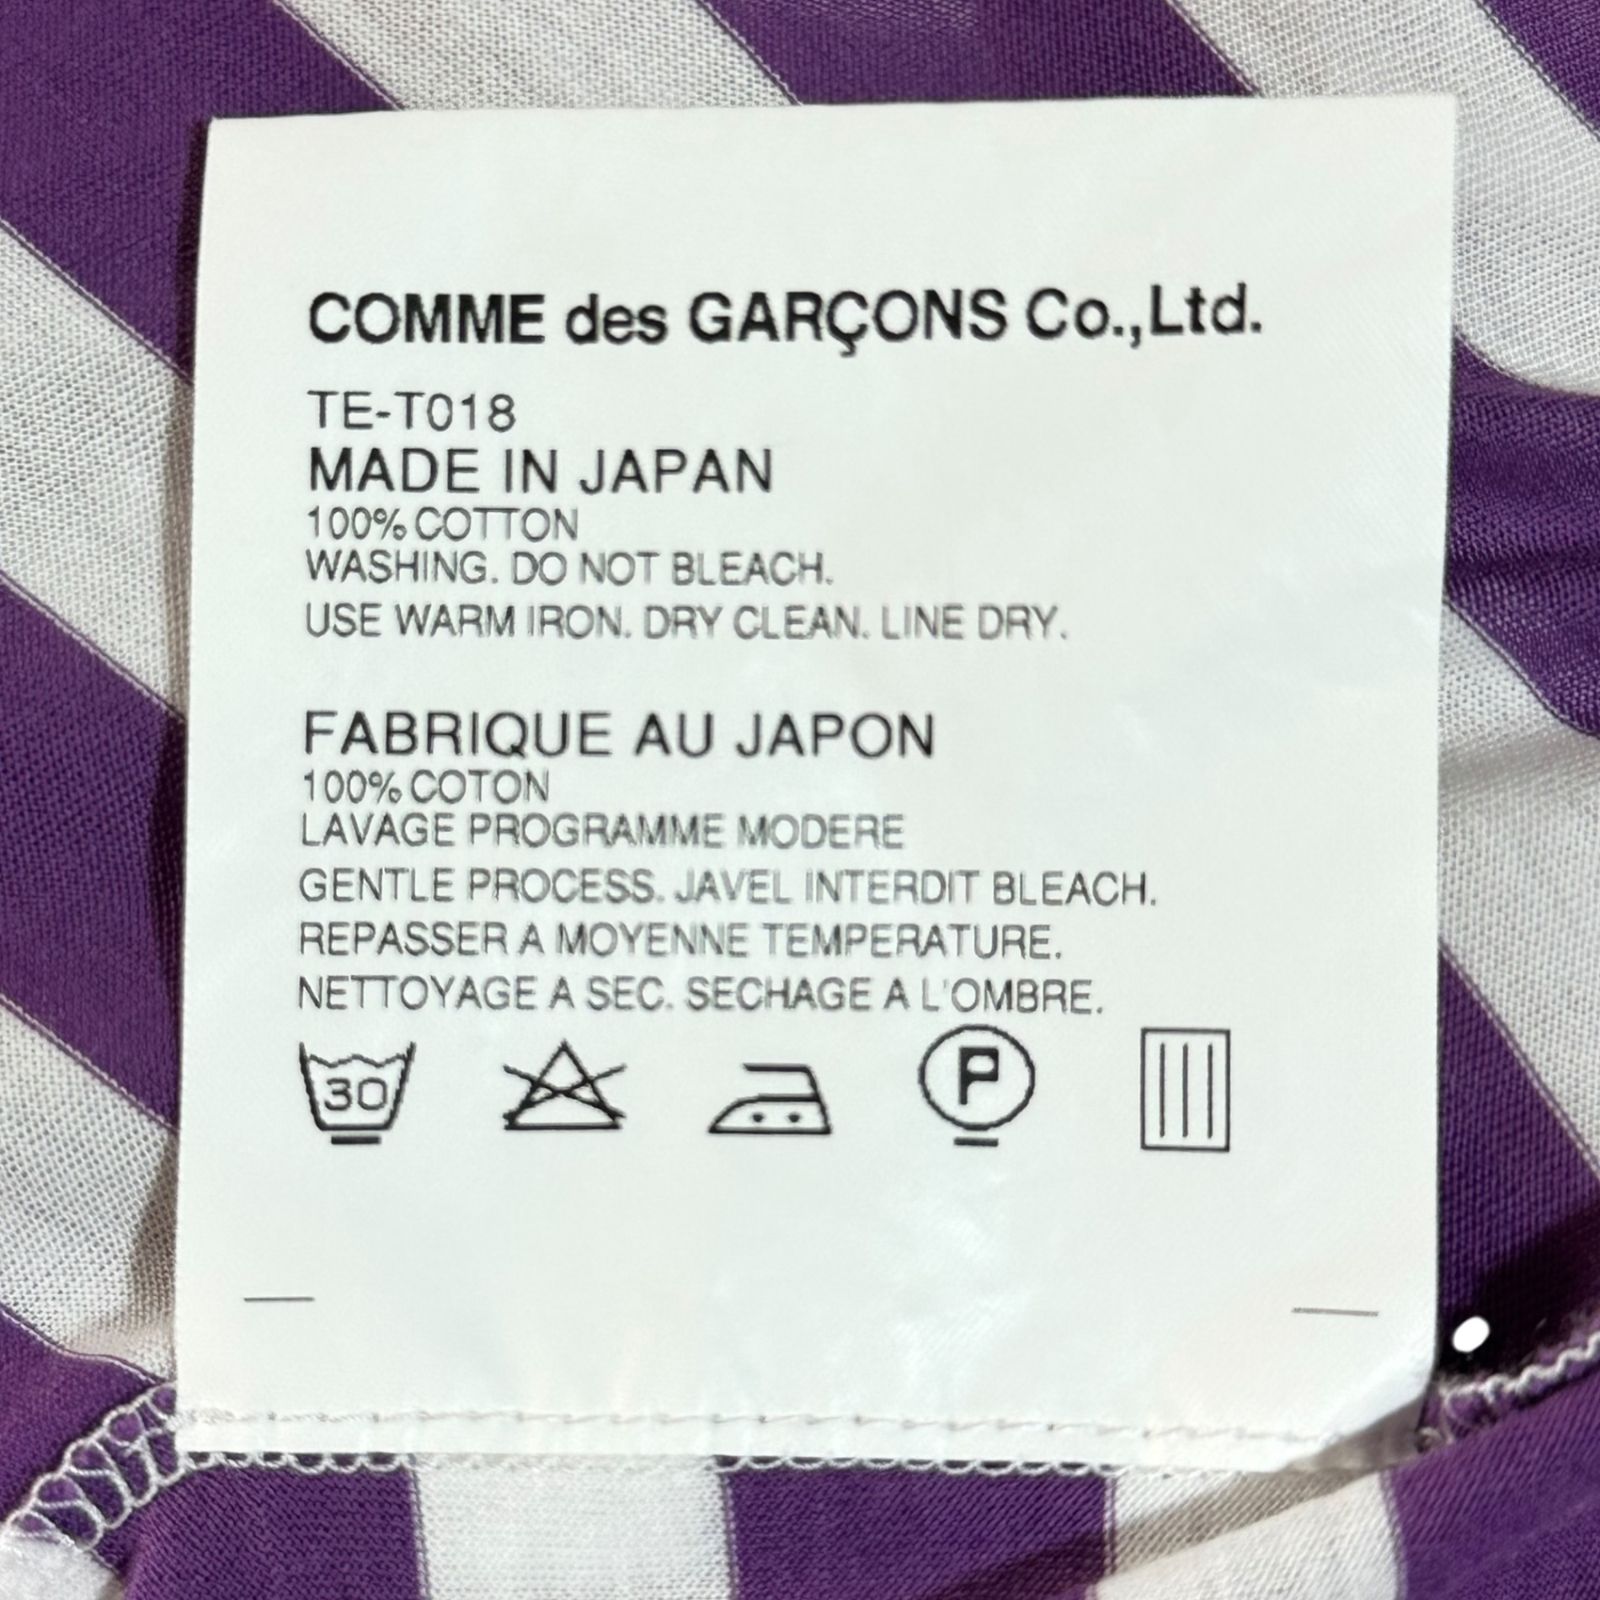 COMME des GARÇONS Co.,Ltd.
TE-T018
MADE IN JAPAN
100% COTTON
WASHING. DO NOT BLEACH.
USE WARM IRON. DRY CLEAN. LINE DRY.
FABRIQUE AU JAPON
100% COTON
LAVAGE PROGRAMME MODERE
GENTLE PROCESS. JAVEL INTERDIT BLEACH.
REPASSER A MOYENNE TEMPERATURE.
NETTOYAGE A SEC. SECHAGE A L'OMBRE.
30 P